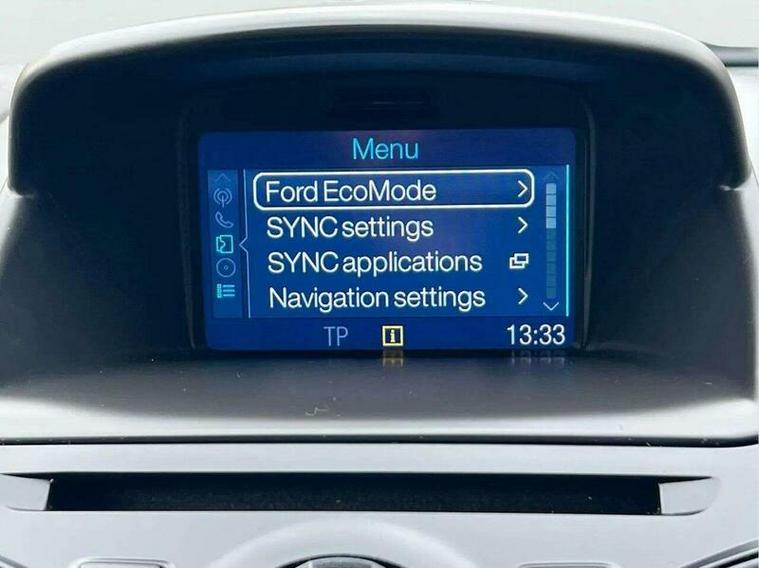 Menu
Ford EcoMode
SYNC settings
SYNC applications
Navigation settings
TP i 13:33